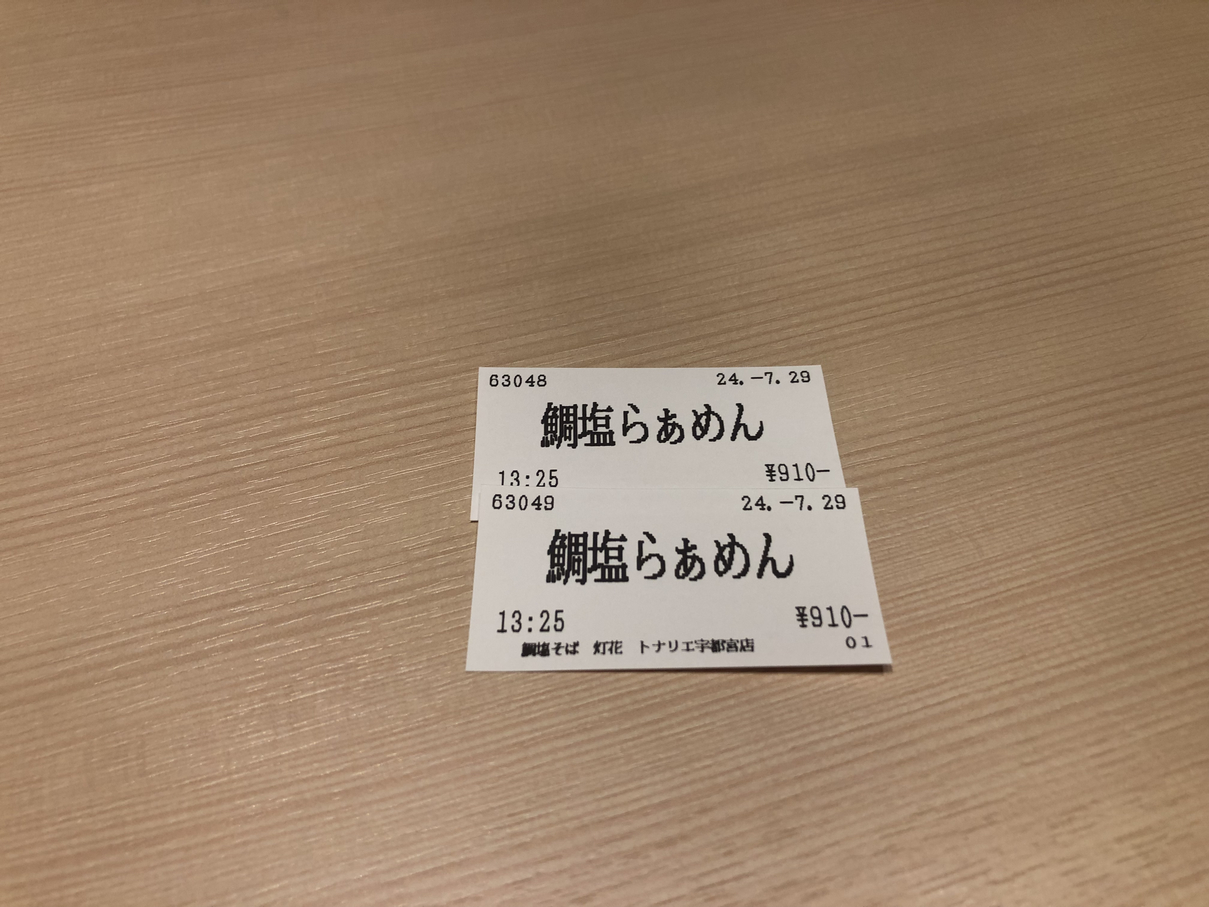 63048 24.-7.29
鯛塩らぁめん
13:25 ¥910-
63049 24.-7.29
鯛塩らぁめん
13:25 ¥910-
鯛塩そば 灯花 トナリエ宇都宮店 01